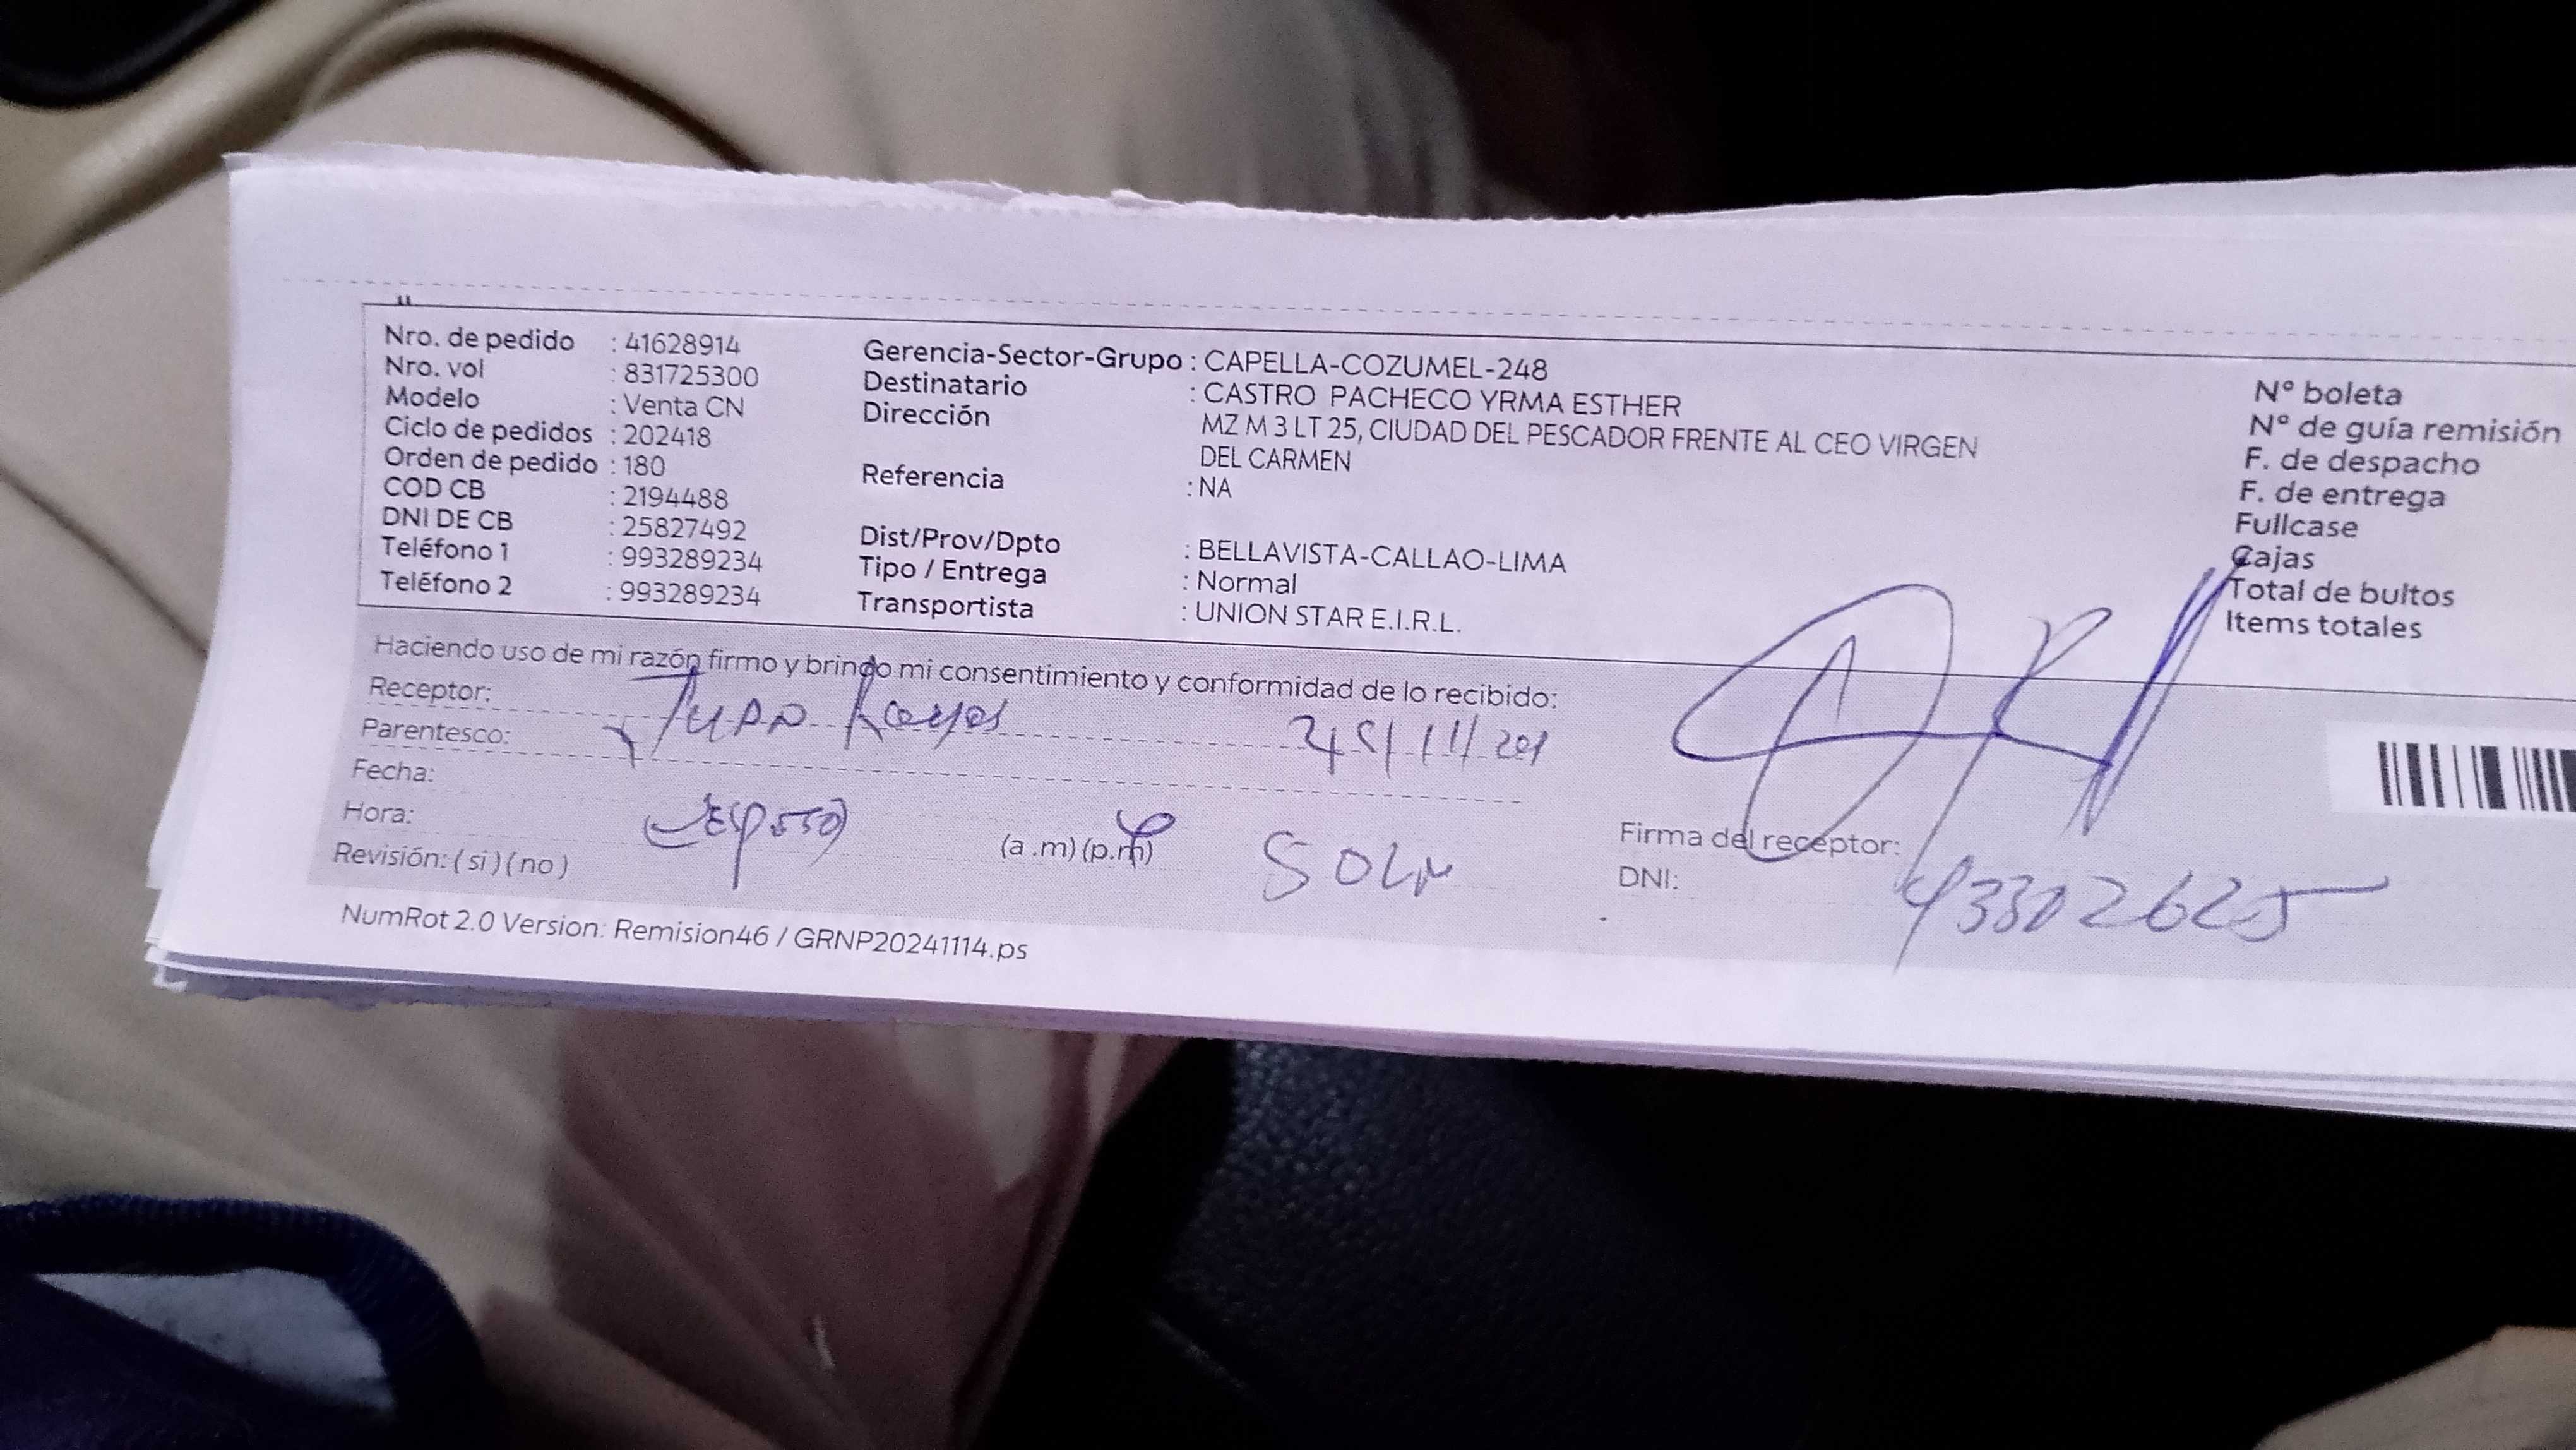 Nro. de pedido : 41628914
Nro. vol : 831725300
Modelo : Venta CN
Ciclo de pedidos : 202418
Orden de pedido : 180
COD CB : 2194488
DNI DE CB : 25827492
Teléfono 1 : 993289234
Teléfono 2 : 993289234
Gerencia-Sector-Grupo : CAPELLA-COZUMEL-248
Destinatario : CASTRO PACHECO YRMA ESTHER
Dirección MZ M 3 LT 25, CIUDAD DEL PESCADOR FRENTE AL CEO VIRGEN
DEL CARMEN
Referencia : NA
Dist/Prov/Dpto : BELLAVISTA-CALLAO-LIMA
Tipo / Entrega : Normal
Transportista : UNION STAR E.I.R.L.
N° boleta
N° de guía remisión
F. de despacho
F. de entrega
Fullcase
Cajas
Total de bultos
Items totales
Haciendo uso de mi razón firmo y brindo mi consentimiento y conformidad de lo recibido:
Receptor: Juan
Parentesco:
Fecha:
Hora: (a .m) (p.m)
Revisión: ( si ) ( no )
Firma del receptor:
DNI: 43302625
NumRot 2.0 Version: Remision46 / GRNP20241114.ps